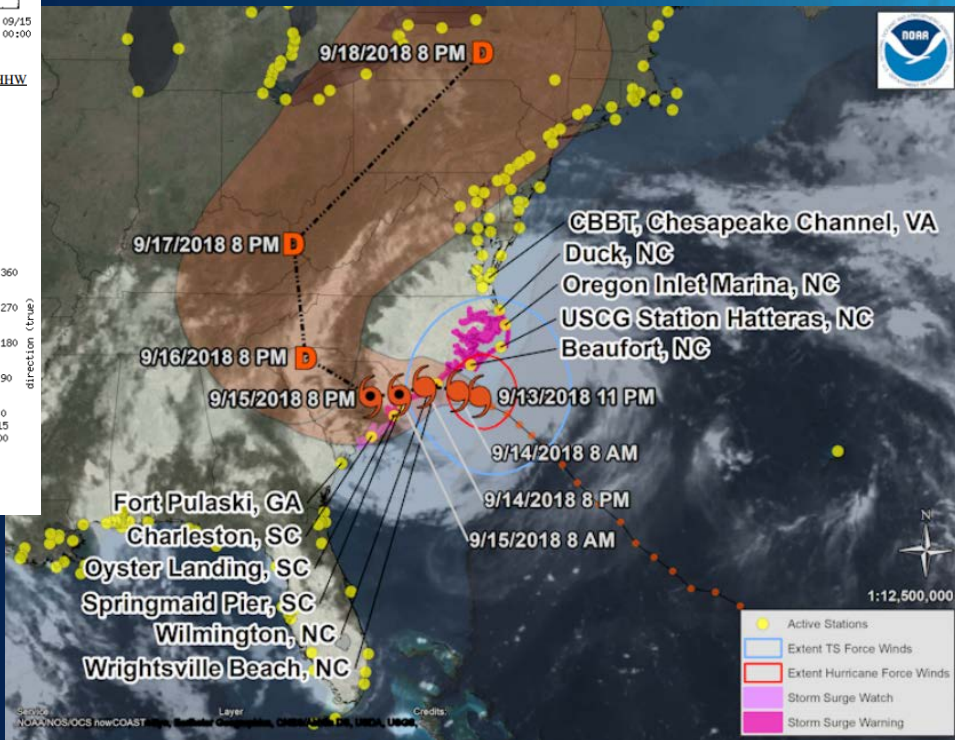 09/15
00:00
HHW
360
270
180
90
0
direction (true)
9/18/2018 8 PM D
NOAA
9/17/2018 8 PM D
CBBT, Chesapeake Channel, VA
Duck, NC
Oregon Inlet Marina, NC
USCG Station Hatteras, NC
Beaufort, NC
9/16/2018 8 PM D
9/15/2018 8 PM
9/13/2018 11 PM
9/14/2018 8 AM
9/14/2018 8 PM
9/15/2018 8 AM
Fort Pulaski, GA
Charleston, SC
Oyster Landing, SC
Springmaid Pier, SC
Wilmington, NC
Wrightsville Beach, NC
N
1:12,500,000
Active Stations
Extent TS Force Winds
Extent Hurricane Force Winds
Storm Surge Watch
Storm Surge Warning
Service Layer Credits:
NOAA/NOS/OCS nowCOAST